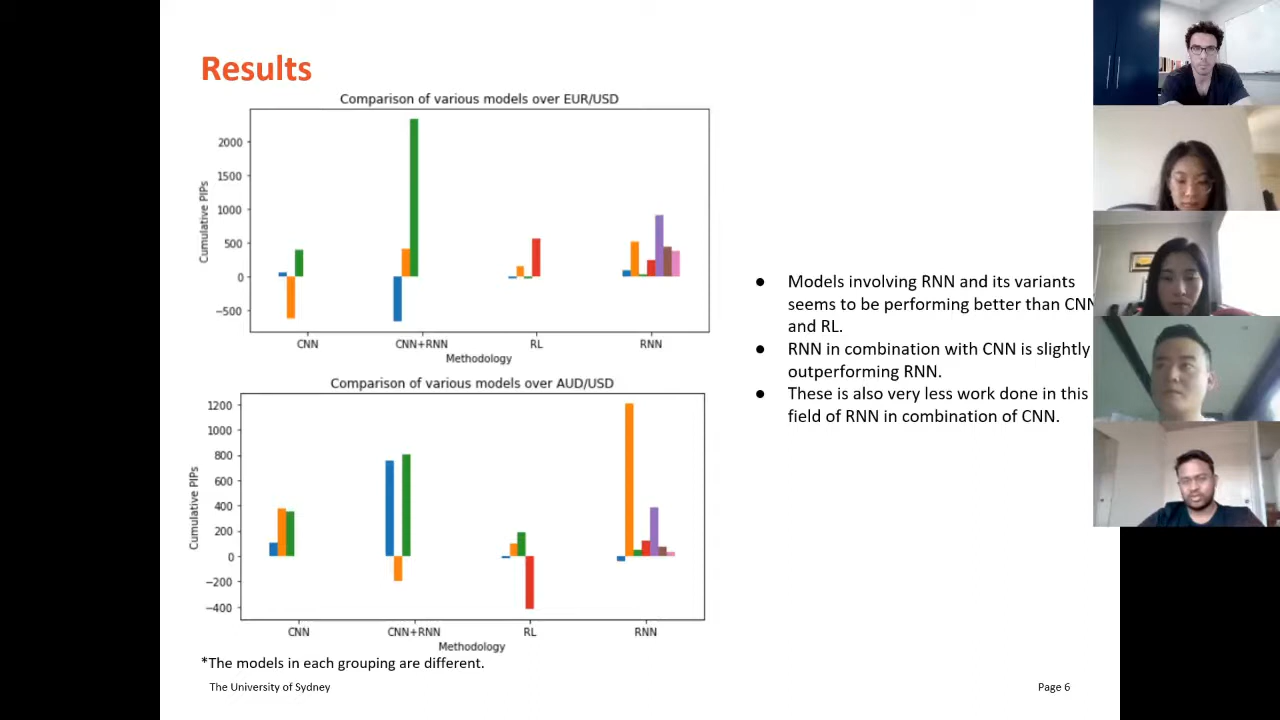 Results
Comparison of various models over EUR/USD
Cumulative PIPs
2000
1500
1000
500
0
−500
CNN
CNN+RNN
RL
RNN
Methodology
Comparison of various models over AUD/USD
Cumulative PIPs
1200
1000
800
600
400
200
0
−200
−400
CNN
CNN+RNN
RL
RNN
Methodology
*The models in each grouping are different.
● Models involving RNN and its variants
seems to be performing better than CNN
and RL.
● RNN in combination with CNN is slightly
outperforming RNN.
● These is also very less work done in this
field of RNN in combination of CNN.
The University of Sydney
Page 6